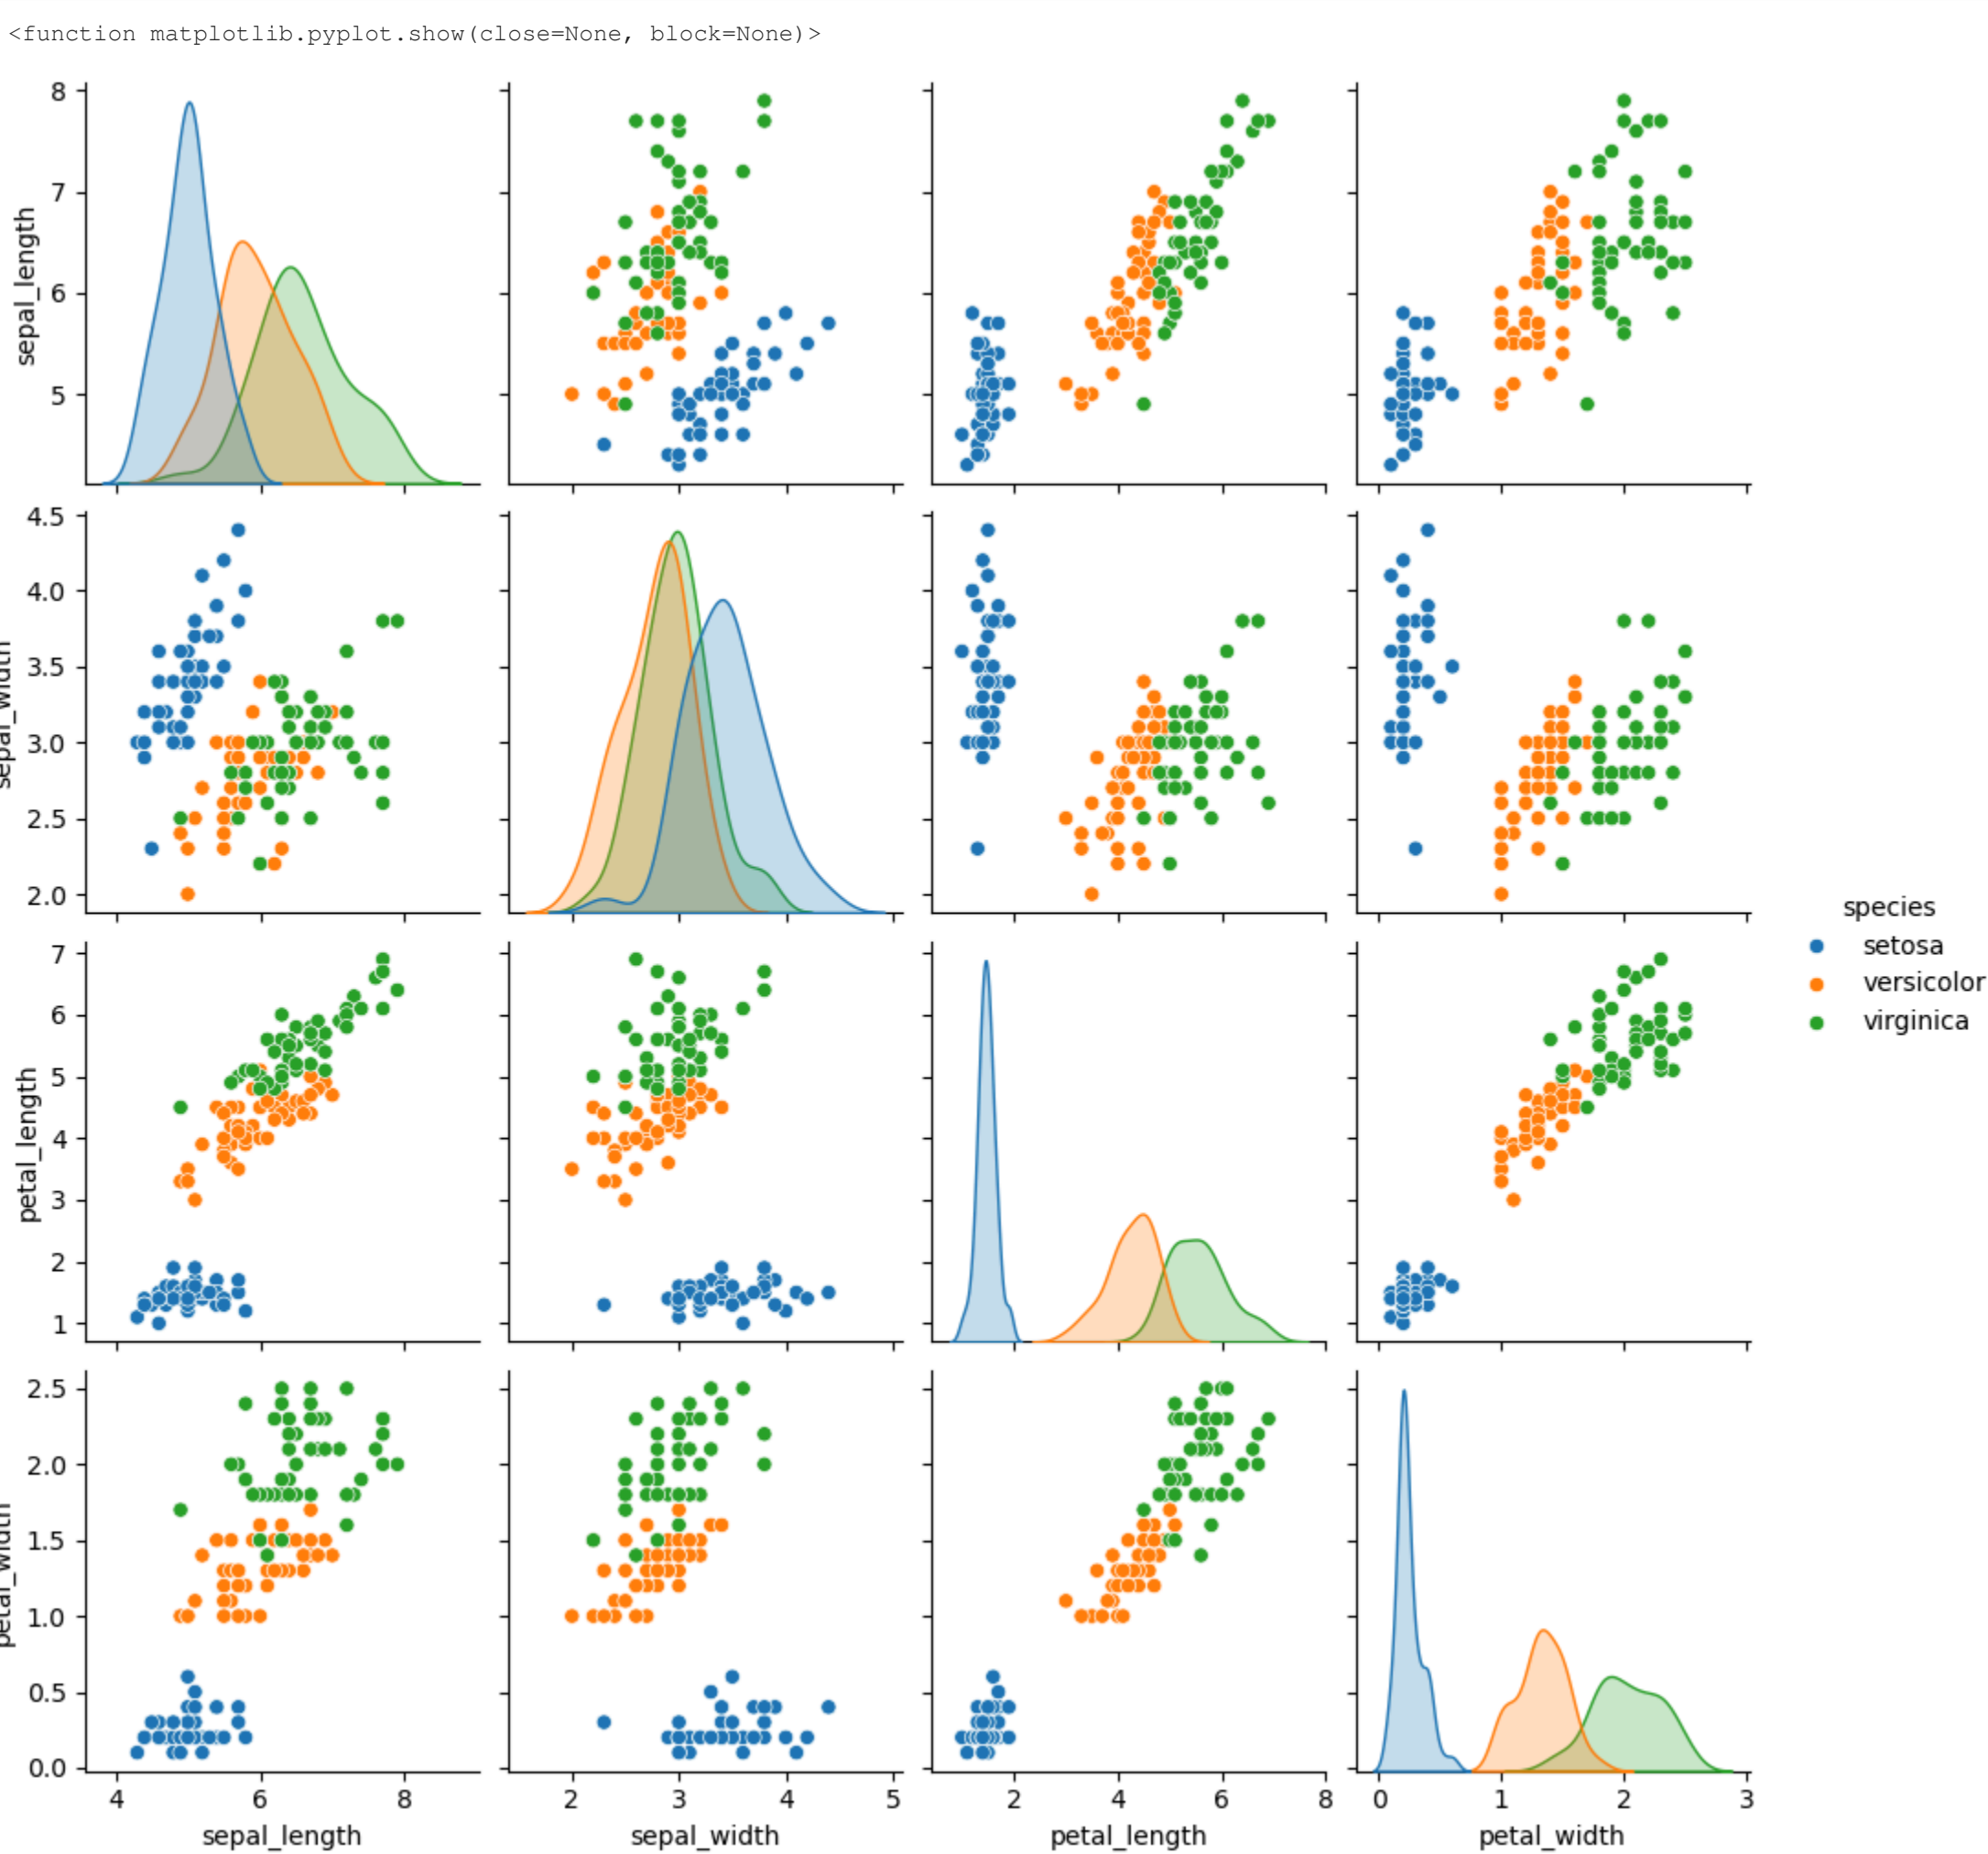 <function matplotlib.pyplot.show(close=None, block=None)>
8
7
6
5
sepal_length
4.5
4.0
3.5
3.0
2.5
2.0
sepal_width
7
6
5
4
3
2
1
petal_length
2.5
2.0
1.5
1.0
0.5
0.0
petal_width
4 6 8
2 3 4 5
2 4 6 8
0 1 2 3
sepal_length
sepal_width
petal_length
petal_width
species
setosa
versicolor
virginica